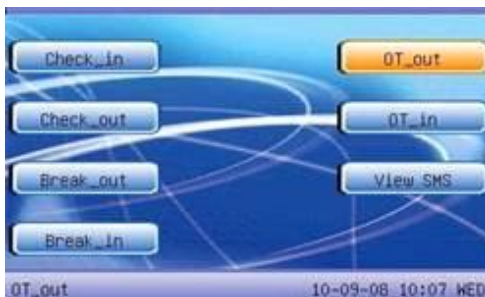 Check_in
OT_out
Check_out
OT_in
Break_out
View SMS
Break_in
OT_out 10-09-08 10:07 WED